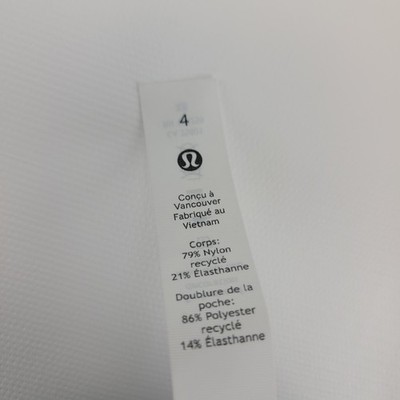 4
Conçu à
Vancouver
Fabriqué au
Vietnam
Corps:
79% Nylon
recyclé
21% Élasthanne
Doublure de la
poche:
86% Polyester
recyclé
14% Élasthanne